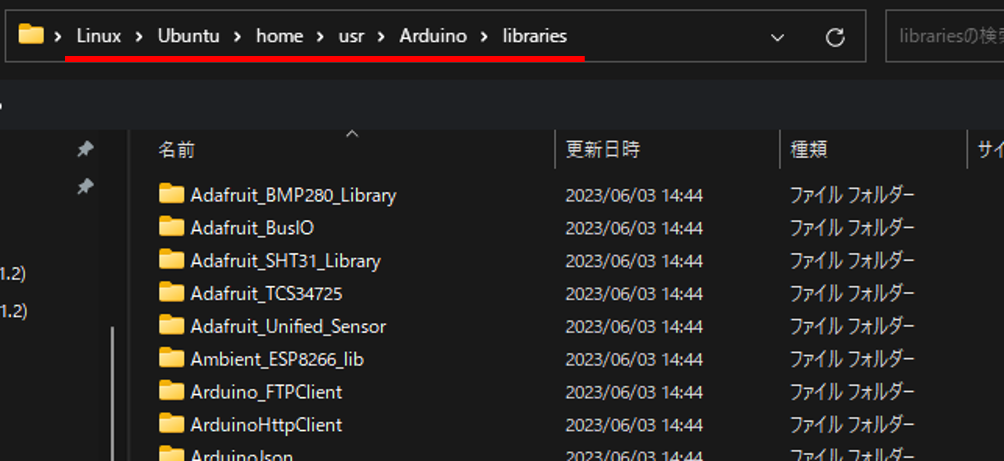 Linux > Ubuntu > home > usr > Arduino > libraries
librariesの検
名前 更新日時 種類 サイ
Adafruit_BMP280_Library 2023/06/03 14:44 ファイル フォルダー
Adafruit_BusIO 2023/06/03 14:44 ファイル フォルダー
Adafruit_SHT31_Library 2023/06/03 14:44 ファイル フォルダー
1.2)
Adafruit_TCS34725 2023/06/03 14:44 ファイル フォルダー
1.2)
Adafruit_Unified_Sensor 2023/06/03 14:44 ファイル フォルダー
Ambient_ESP8266_lib 2023/06/03 14:44 ファイル フォルダー
Arduino_FTPClient 2023/06/03 14:44 ファイル フォルダー
ArduinoHttpClient 2023/06/03 14:44 ファイル フォルダー
ArduinoJson 2023/06/03 14:44 ファイル フォルダー